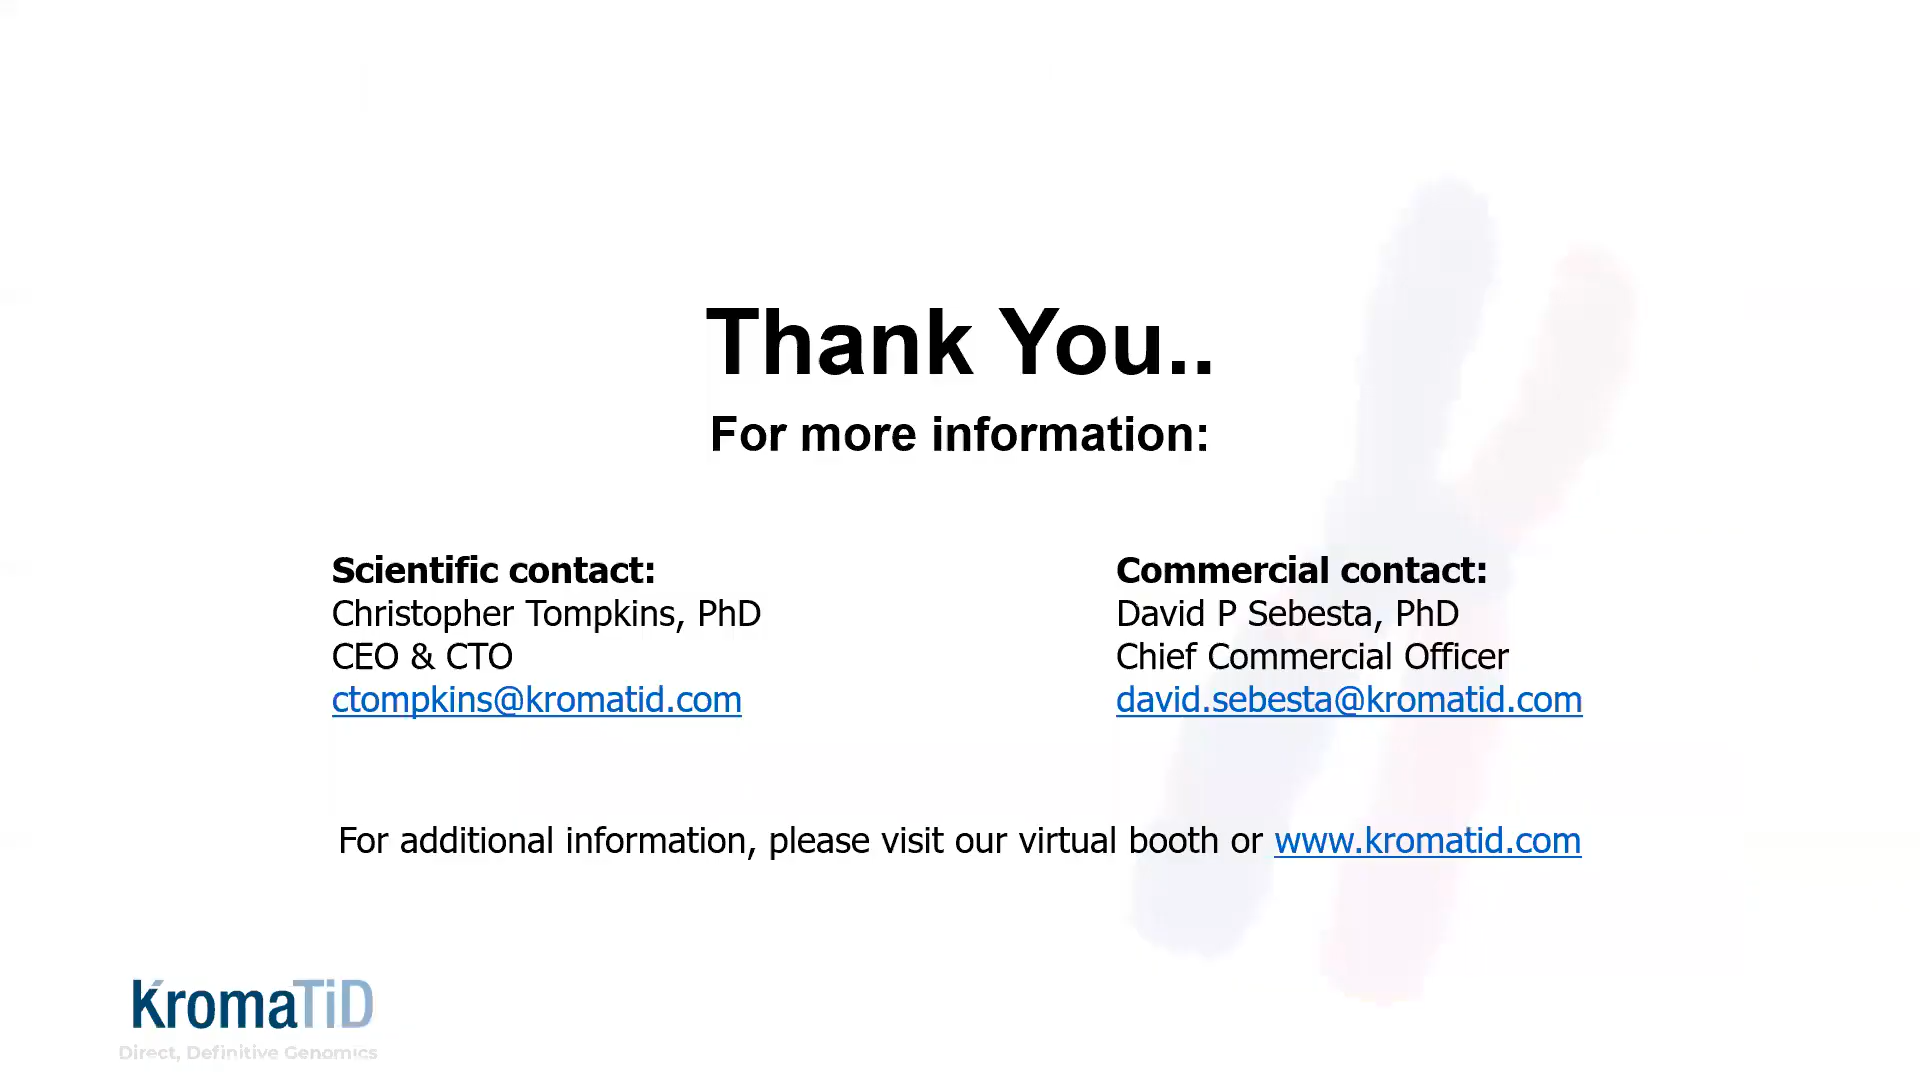 Thank You..
For more information:
Scientific contact:
Christopher Tompkins, PhD
CEO & CTO
ctompkins@kromatid.com
Commercial contact:
David P Sebesta, PhD
Chief Commercial Officer
david.sebesta@kromatid.com
For additional information, please visit our virtual booth or www.kromatid.com
KromaTiD
Direct, Definitive Genomics